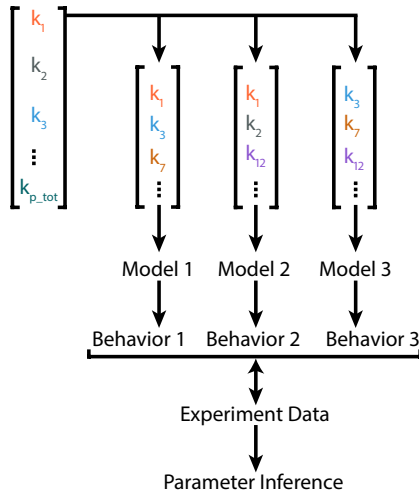 k1
k2
k3
...
kp_tot
k1
k3
k7
...
k1
k2
k12
...
k3
k7
k12
...
Model 1 Model 2 Model 3
Behavior 1 Behavior 2 Behavior 3
Experiment Data
Parameter Inference